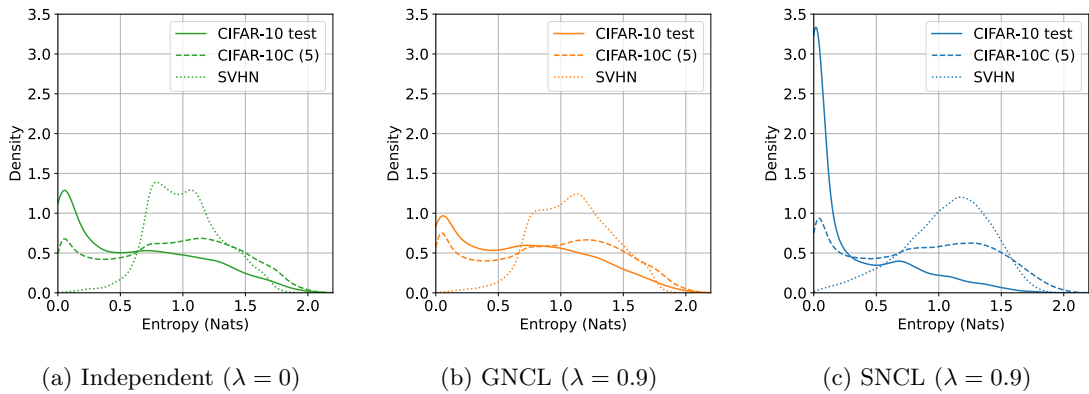 3.5
3.0
2.5
2.0
1.5
1.0
0.5
0.0
Density
0.0 0.5 1.0 1.5 2.0
Entropy (Nats)
CIFAR-10 test
CIFAR-10C (5)
SVHN
(a) Independent (λ = 0)
3.5
3.0
2.5
2.0
1.5
1.0
0.5
0.0
Density
0.0 0.5 1.0 1.5 2.0
Entropy (Nats)
CIFAR-10 test
CIFAR-10C (5)
SVHN
(b) GNCL (λ = 0.9)
3.5
3.0
2.5
2.0
1.5
1.0
0.5
0.0
Density
0.0 0.5 1.0 1.5 2.0
Entropy (Nats)
CIFAR-10 test
CIFAR-10C (5)
SVHN
(c) SNCL (λ = 0.9)